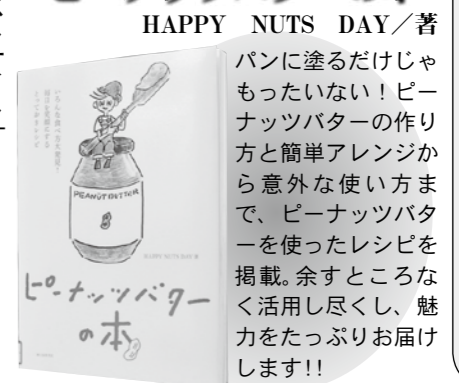 HAPPY NUTS DAY／著
パンに塗るだけじゃ
もったいない！ピー
ナッツバターの作り
方と簡単アレンジか
ら意外な使い方ま
で、ピーナッツバタ
ーを使ったレシピを
掲載。余すところな
く活用し尽くし、魅
力をたっぷりお届け
します!!
PEANUT BUTTER
HAPPY NUTS DAY 著
ピーナッツバター
の本